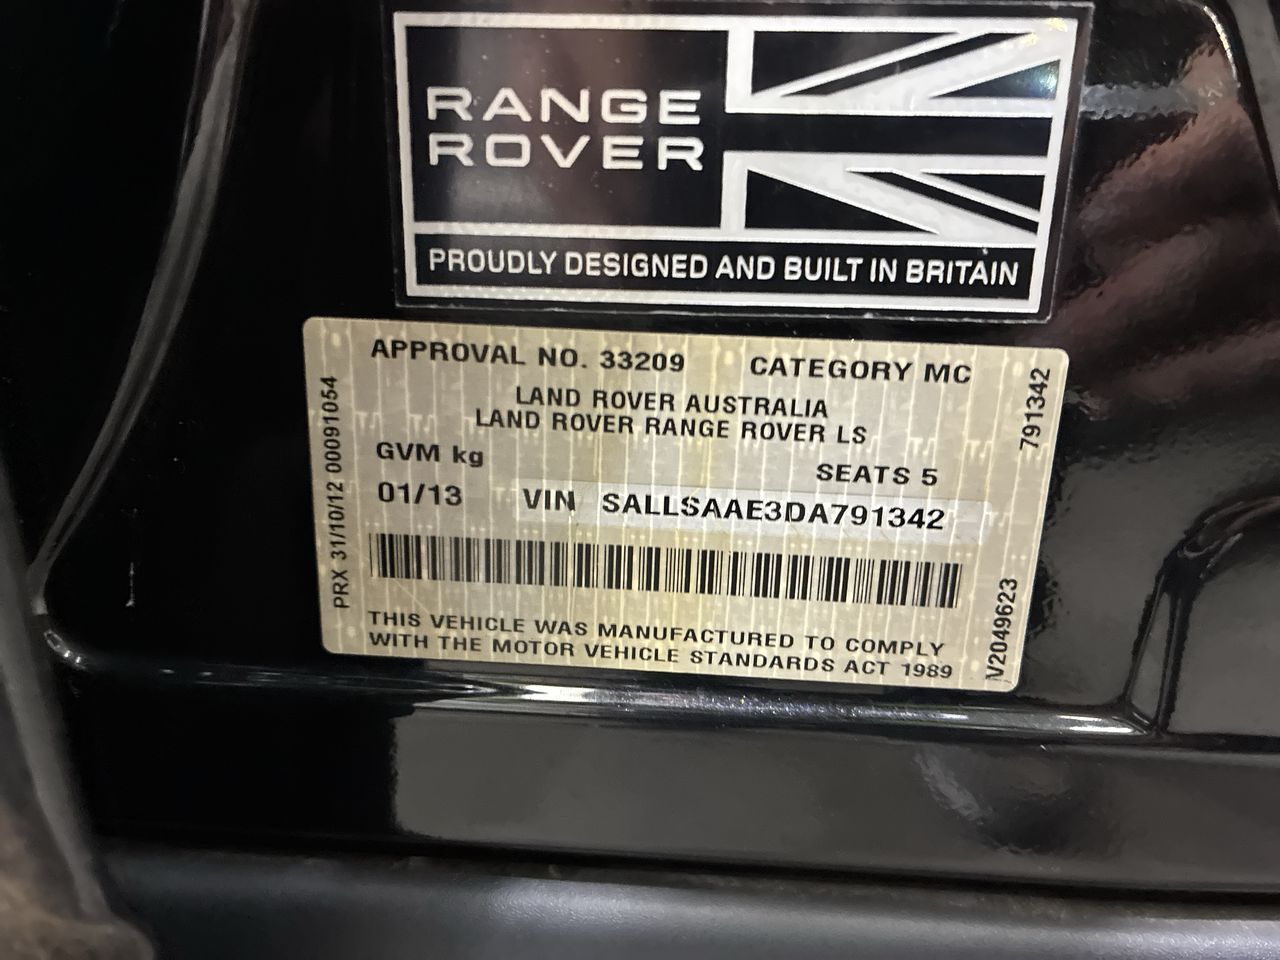 RANGE
ROVER
PROUDLY DESIGNED AND BUILT IN BRITAIN
APPROVAL NO. 33209 CATEGORY MC
LAND ROVER AUSTRALIA
LAND ROVER RANGE ROVER LS
GVM kg
SEATS 5
01/13 VIN SALLSAAE3DA791342
THIS VEHICLE WAS MANUFACTURED TO COMPLY
WITH THE MOTOR VEHICLE STANDARDS ACT 1989
PRX 31/10/12 00091054
791342
V2049623